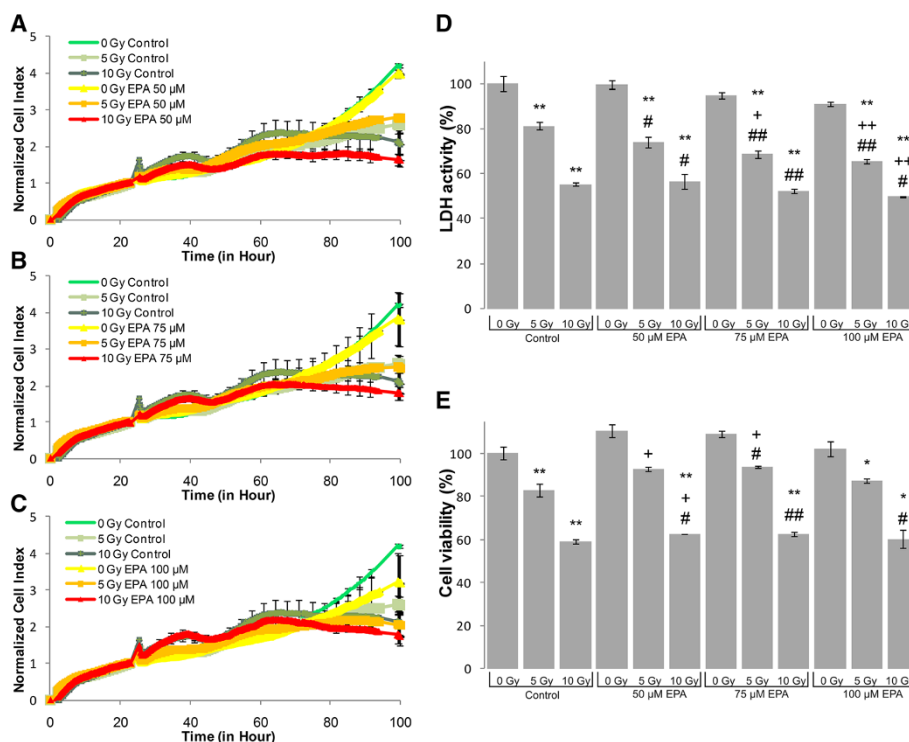 A
Normalized Cell Index
5
4
3
2
1
0
0 Gy Control
5 Gy Control
10 Gy Control
0 Gy EPA 50 µM
5 Gy EPA 50 µM
10 Gy EPA 50 µM
0 20 40 60 80 100
Time (in Hour)
B
Normalized Cell Index
5
4
3
2
1
0
0 Gy Control
5 Gy Control
10 Gy Control
0 Gy EPA 75 µM
5 Gy EPA 75 µM
10 Gy EPA 75 µM
0 20 40 60 80 100
Time (in Hour)
C
Normalized Cell Index
5
4
3
2
1
0
0 Gy Control
5 Gy Control
10 Gy Control
0 Gy EPA 100 µM
5 Gy EPA 100 µM
10 Gy EPA 100 µM
0 20 40 60 80 100
Time (in Hour)
D
LDH activity (%)
100
80
60
40
20
0
**
**
**
#
**
#
**
+
##
**
##
**
++
##
**
++
#
0 Gy 5 Gy 10 Gy 0 Gy 5 Gy 10 Gy 0 Gy 5 Gy 10 Gy 0 Gy 5 Gy 10 G
Control 50 µM EPA 75 µM EPA 100 µM EPA
E
Cell viability (%)
100
80
60
40
20
0
**
**
+
**
+
#
+
#
**
##
*
*
#
0 Gy 5 Gy 10 Gy 0 Gy 5 Gy 10 Gy 0 Gy 5 Gy 10 Gy 0 Gy 5 Gy 10 G
Control 50 µM EPA 75 µM EPA 100 µM EPA